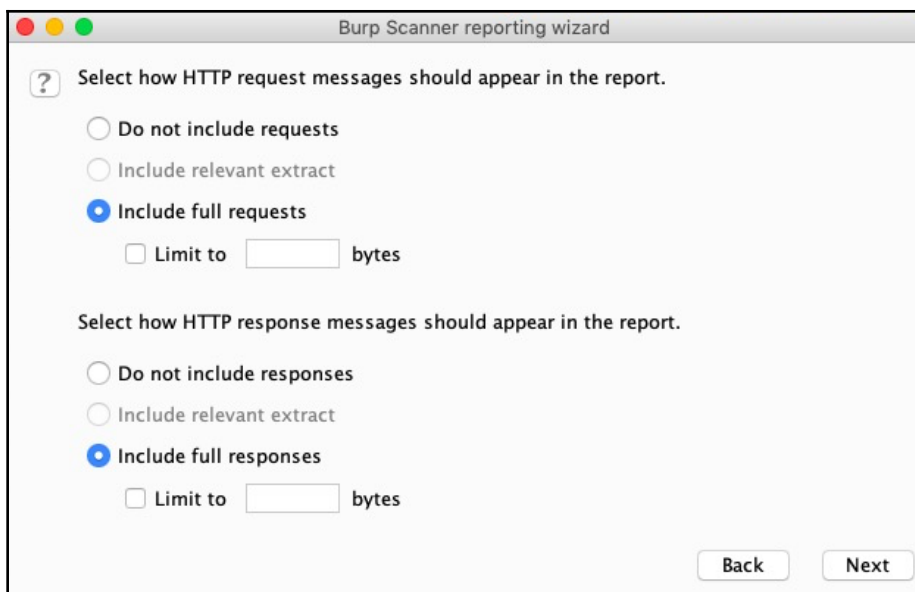 Burp Scanner reporting wizard
? Select how HTTP request messages should appear in the report.
Do not include requests
Include relevant extract
Include full requests
Limit to bytes
Select how HTTP response messages should appear in the report.
Do not include responses
Include relevant extract
Include full responses
Limit to bytes
Back Next